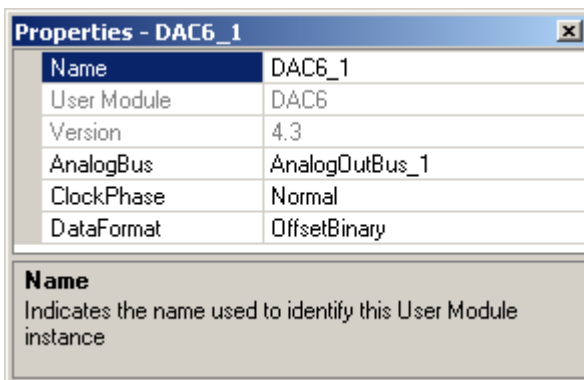 Properties - DAC6_1
Name DAC6_1
User Module DAC6
Version 4.3
AnalogBus AnalogOutBus_1
ClockPhase Normal
DataFormat OffsetBinary
Name
Indicates the name used to identify this User Module
instance